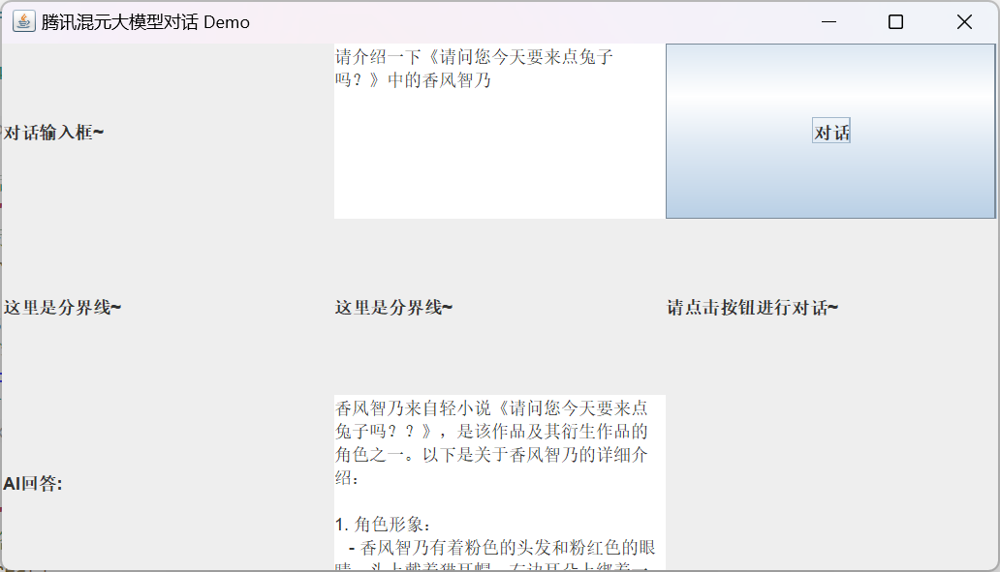 腾讯混元大模型对话 Demo
对话输入框~
请介绍一下《请问您今天要来点兔子
吗？》中的香风智乃
对话
这里是分界线~
这里是分界线~
请点击按钮进行对话~
AI回答:
香风智乃来自轻小说《请问您今天要来点
兔子吗？？》，是该作品及其衍生作品的
角色之一。以下是关于香风智乃的详细介
绍：
1. 角色形象：
- 香风智乃有着粉色的头发和粉红色的眼
睛，头上戴着猫耳帽，右边耳朵上绑着一